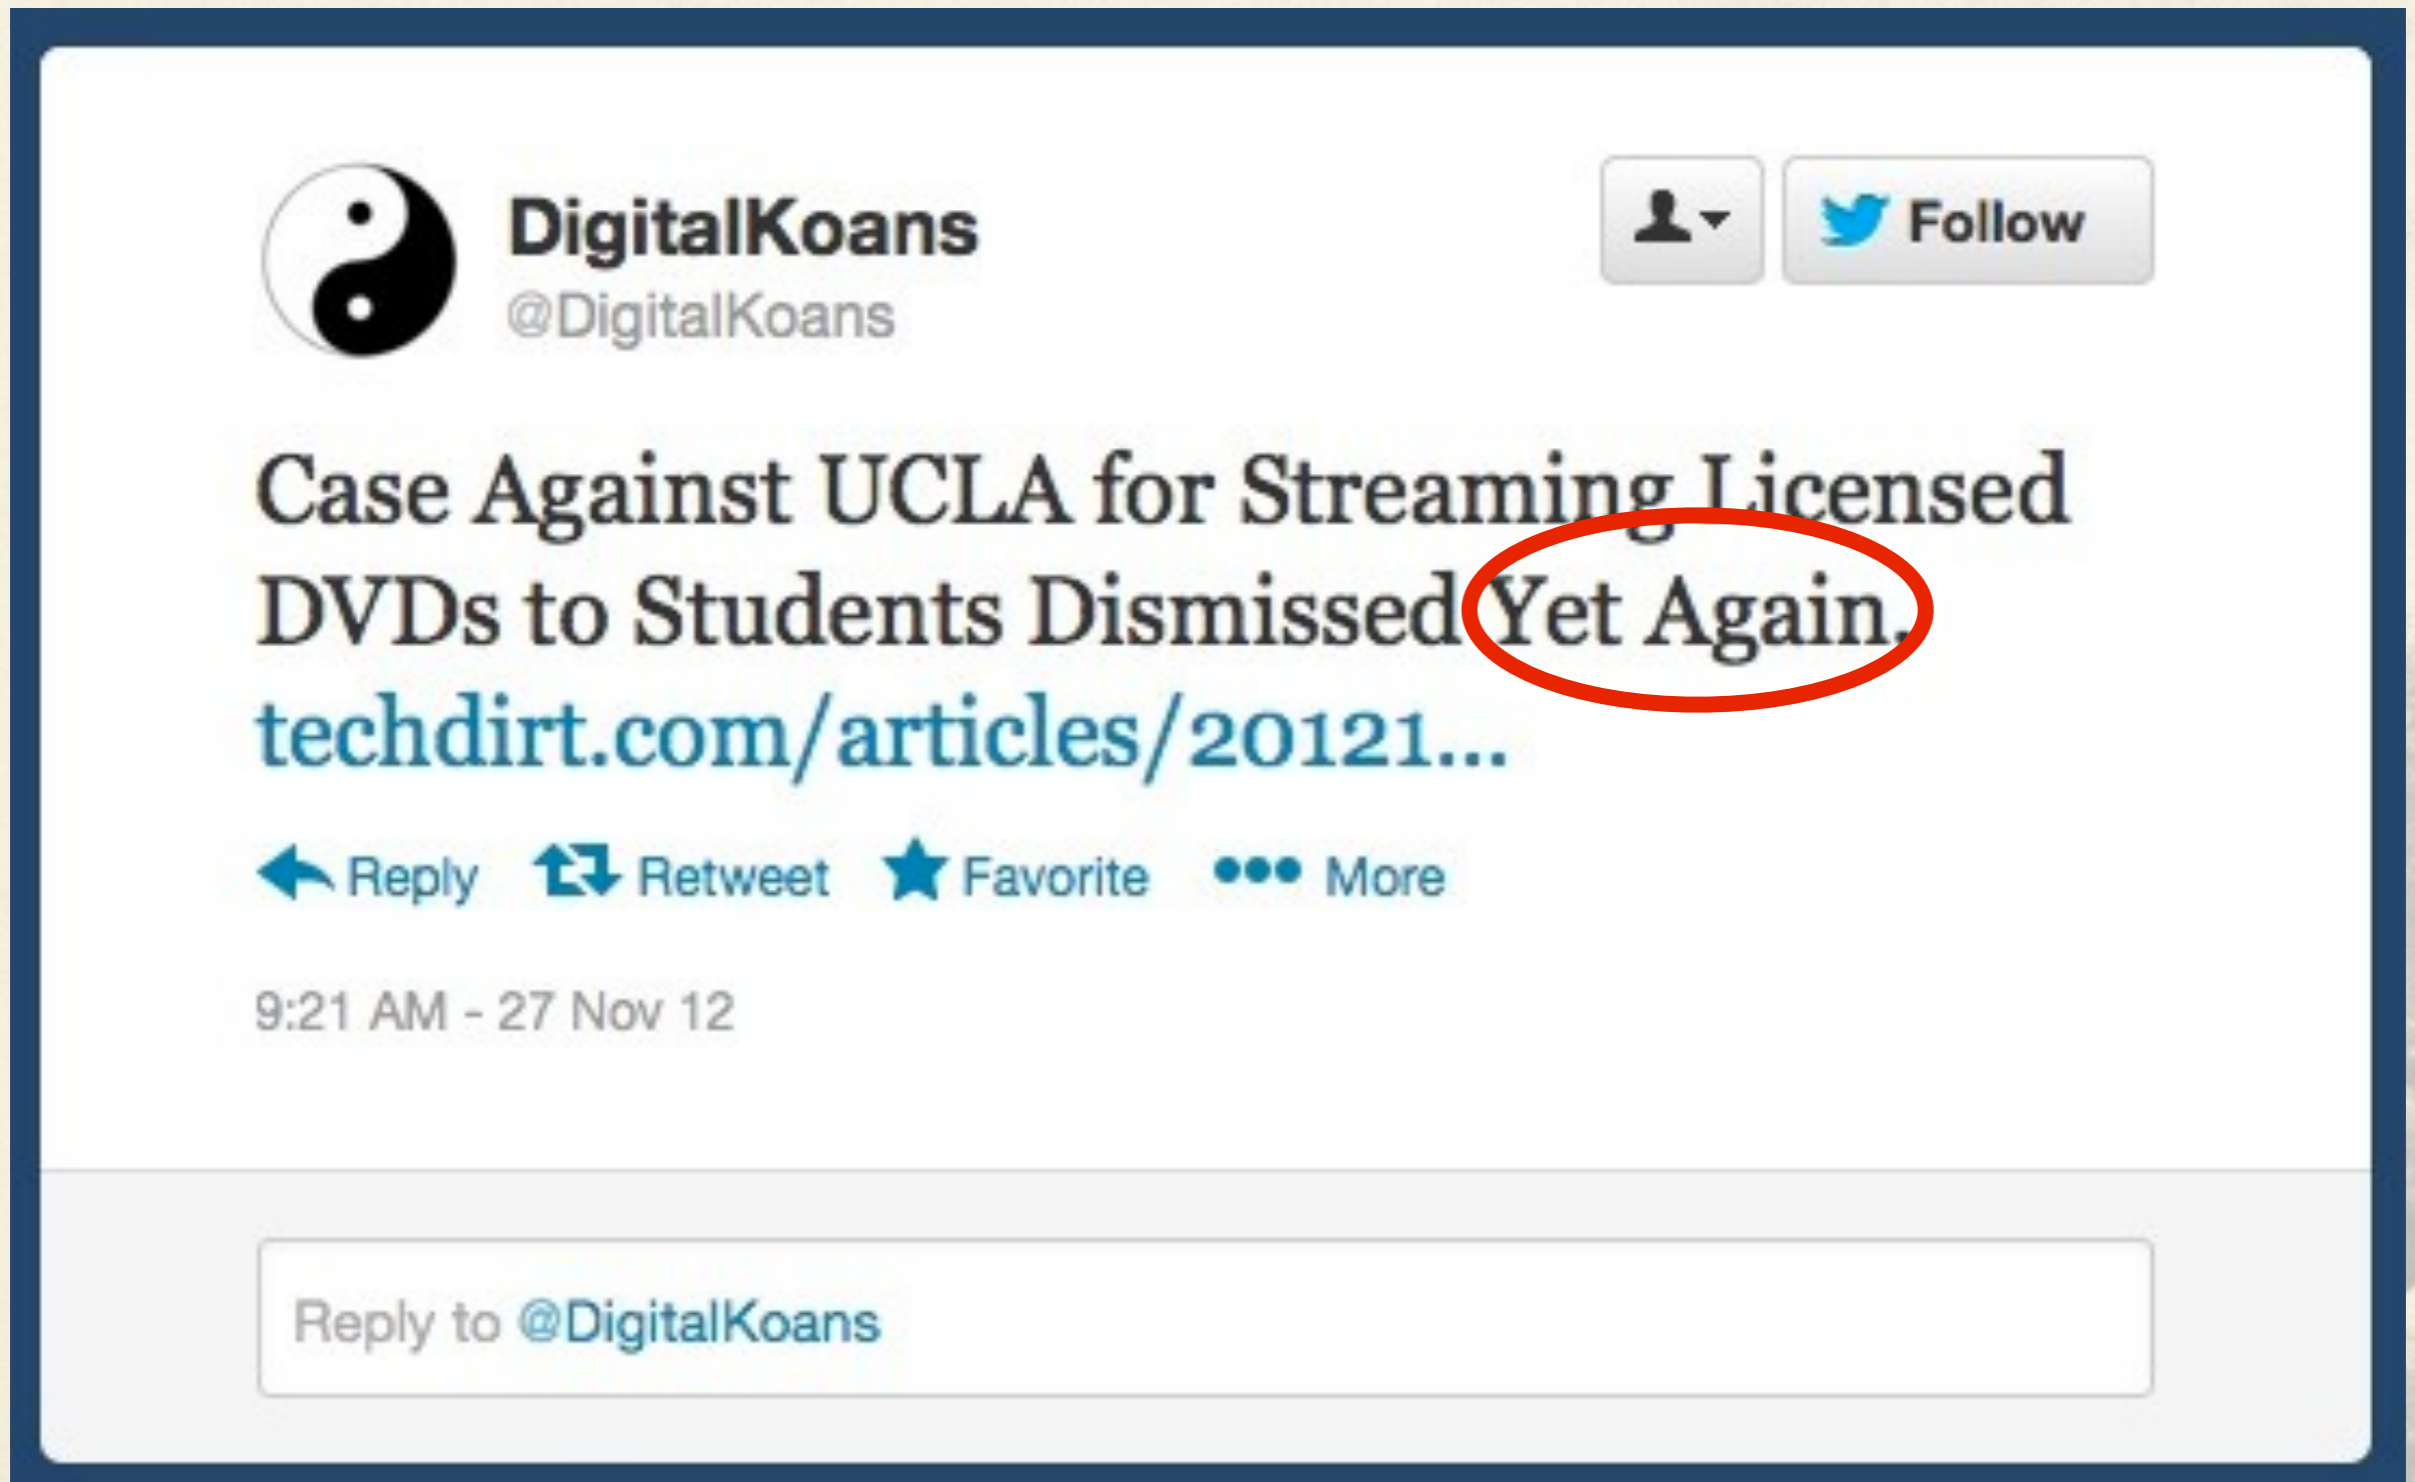 DigitalKoans
@DigitalKoans
Follow
Case Against UCLA for Streaming Licensed
DVDs to Students Dismissed Yet Again.
techdirt.com/articles/20121...
Reply Retweet Favorite More
9:21 AM - 27 Nov 12
Reply to @DigitalKoans